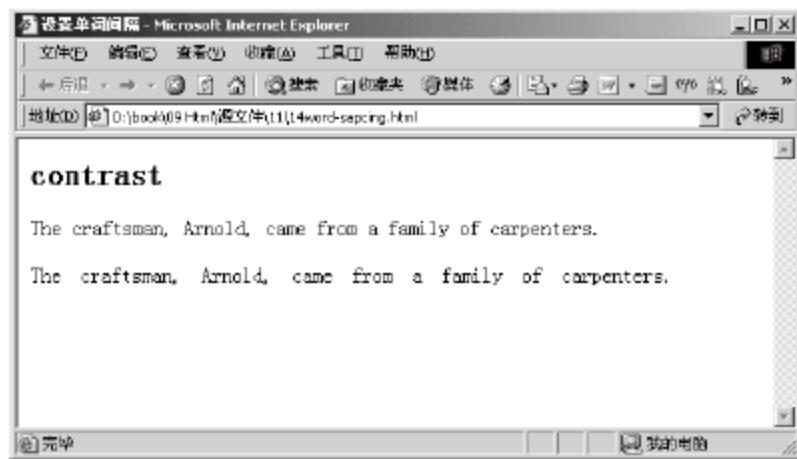 设置单词间隔 - Microsoft Internet Explorer
文件(F) 编辑(E) 查看(V) 收藏(A) 工具(T) 帮助(H)
后退 搜索 收藏夹 媒体
地址(D) D:\book\09 Html\源文件\11\14word-sapcing.html 转到
contrast
The craftsman, Arnold, came from a family of carpenters.
The craftsman, Arnold, came from a family of carpenters.
完毕 我的电脑